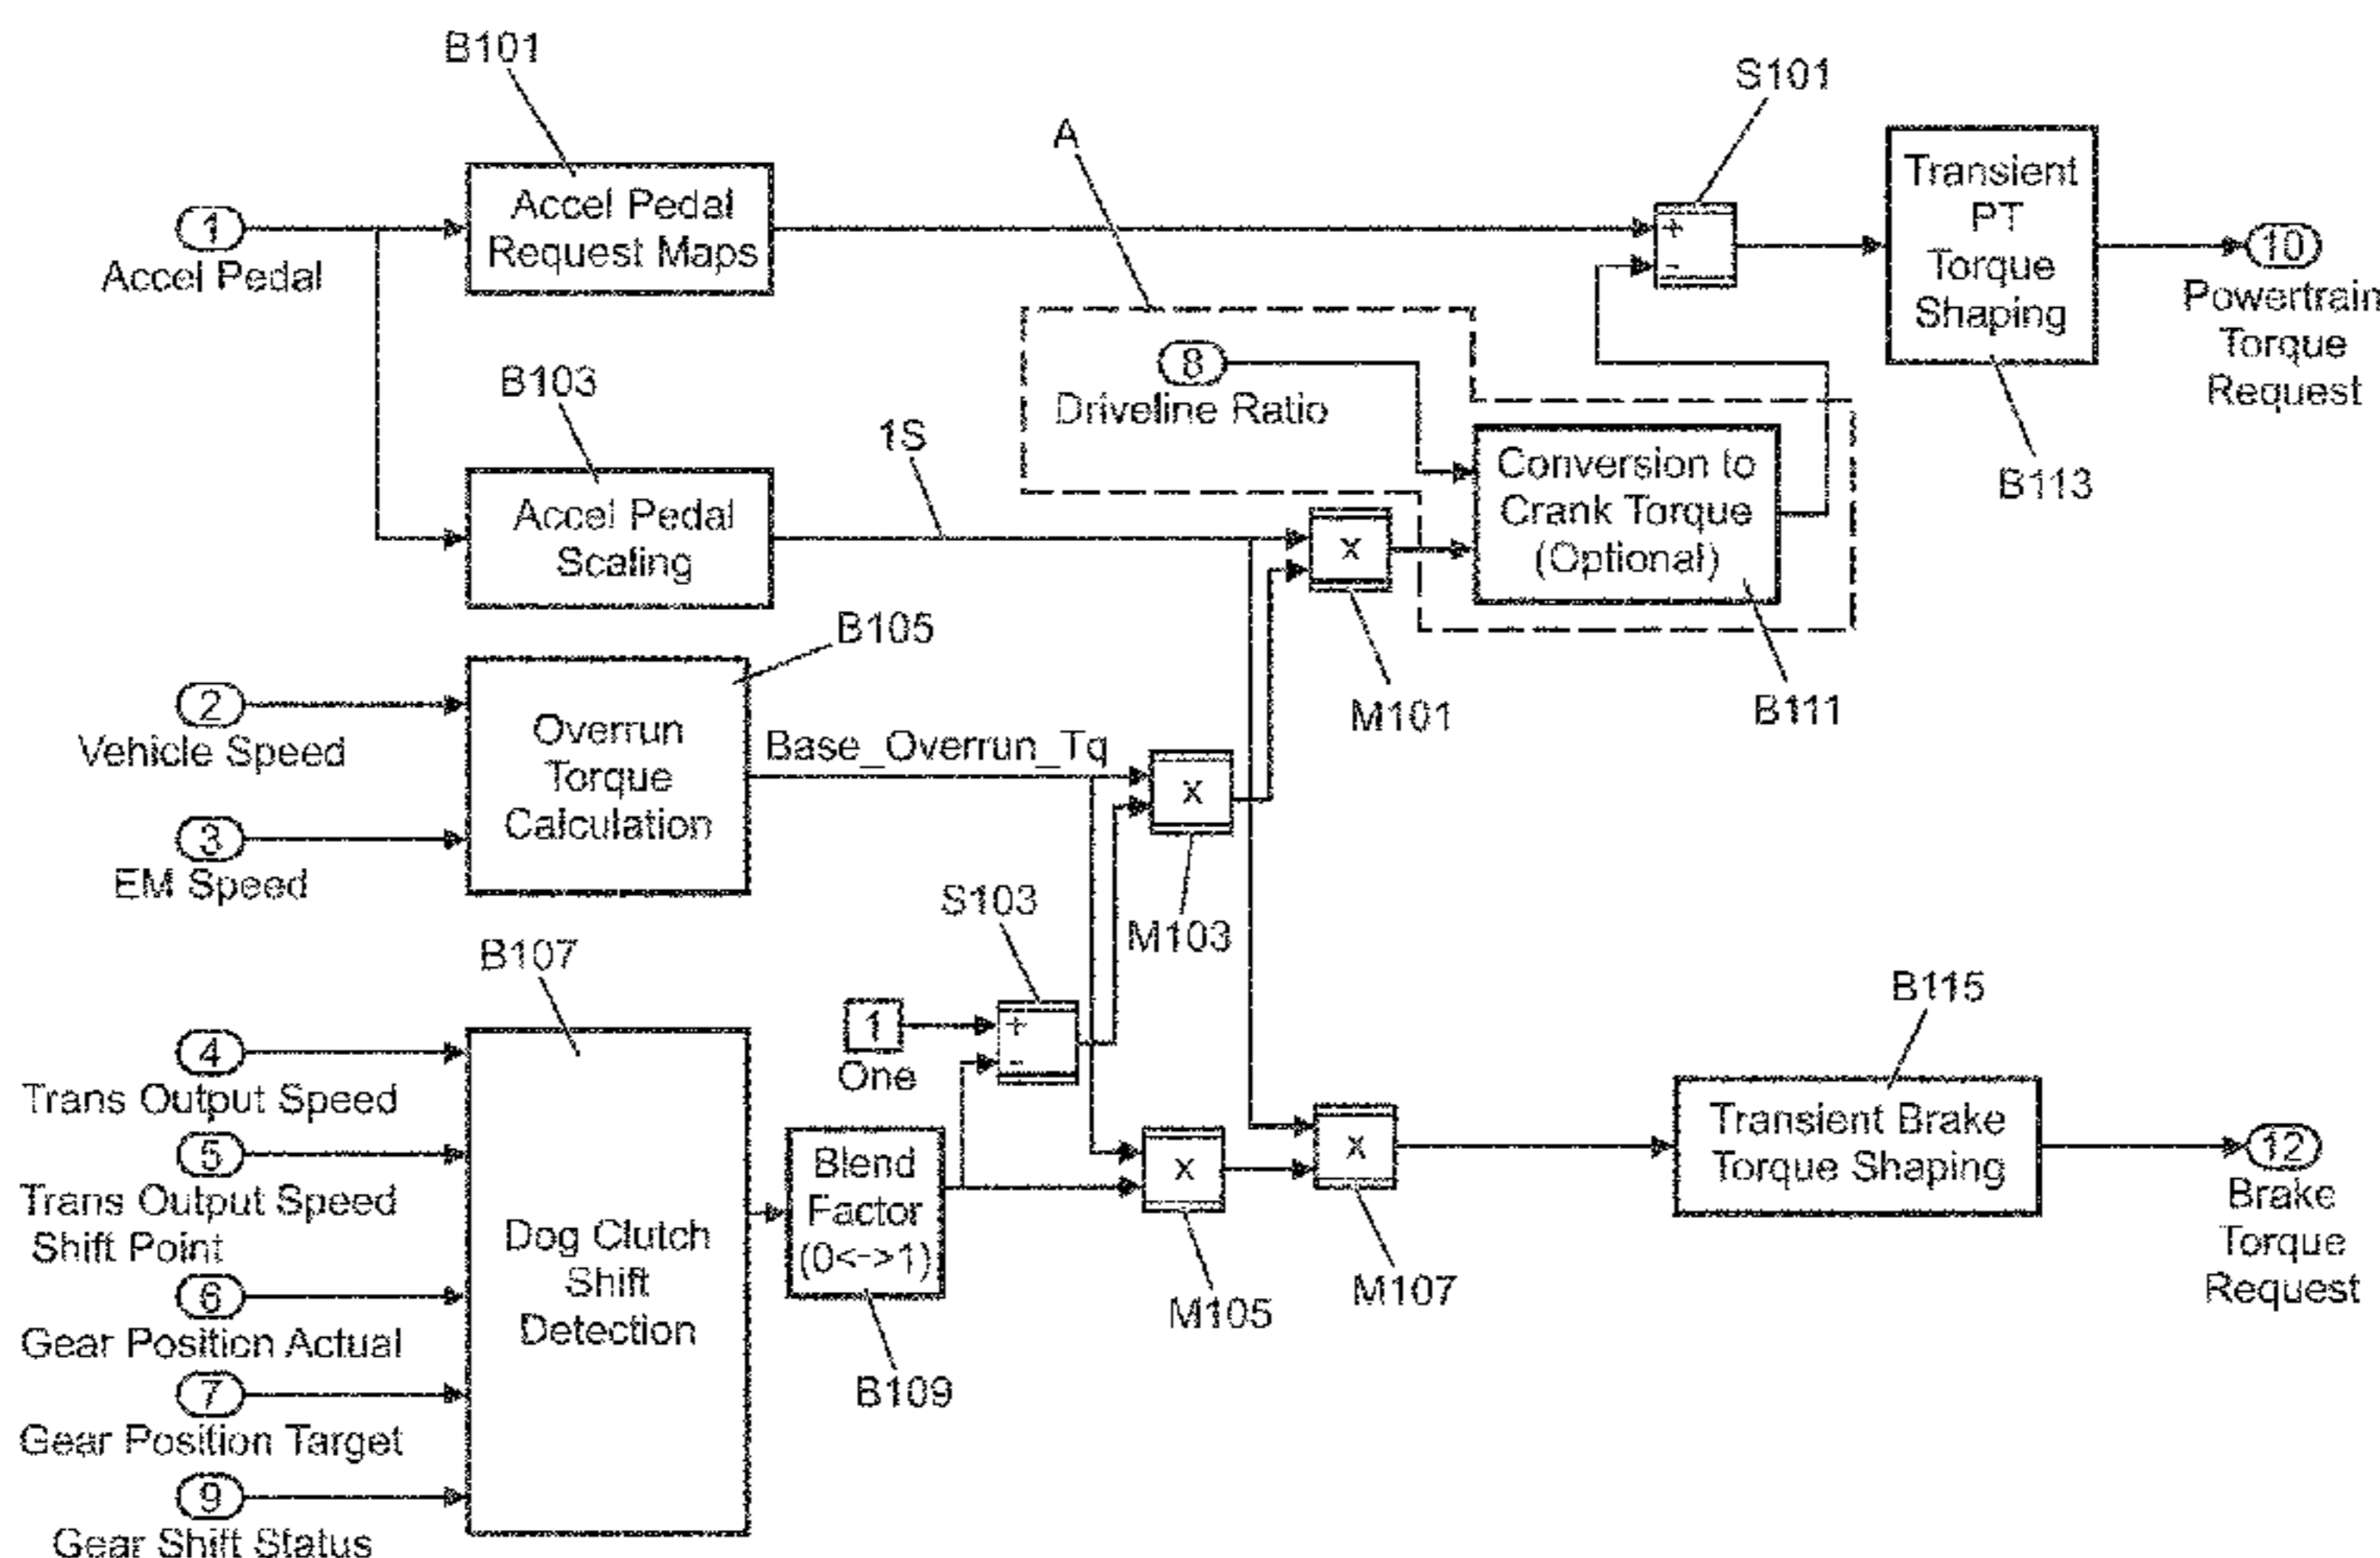 B101
S101
A
Transient
PT
Torque
Shaping
Accel Pedal
Request Maps
+
-
1
Accel Pedal
10
Powertrain
Torque
Request
8
Driveline Ratio
B103
1S
Conversion to
Crank Torque
(Optional)
B113
Accel Pedal
Scaling
x
B105
M101
B111
2
Vehicle Speed
Overrun
Torque
Calculation
Base_Overrun_Tq
x
3
EM Speed
S103
M103
B107
B115
1
One
+
-
4
Trans Output Speed
5
Trans Output Speed
Shift Point
Blend
Factor
(0<->1)
x
x
Transient Brake
Torque Shaping
12
Brake
Torque
Request
Dog Clutch
Shift
Detection
6
Gear Position Actual
M105
M107
7
Gear Position Target
B109
9
Gear Shift Status